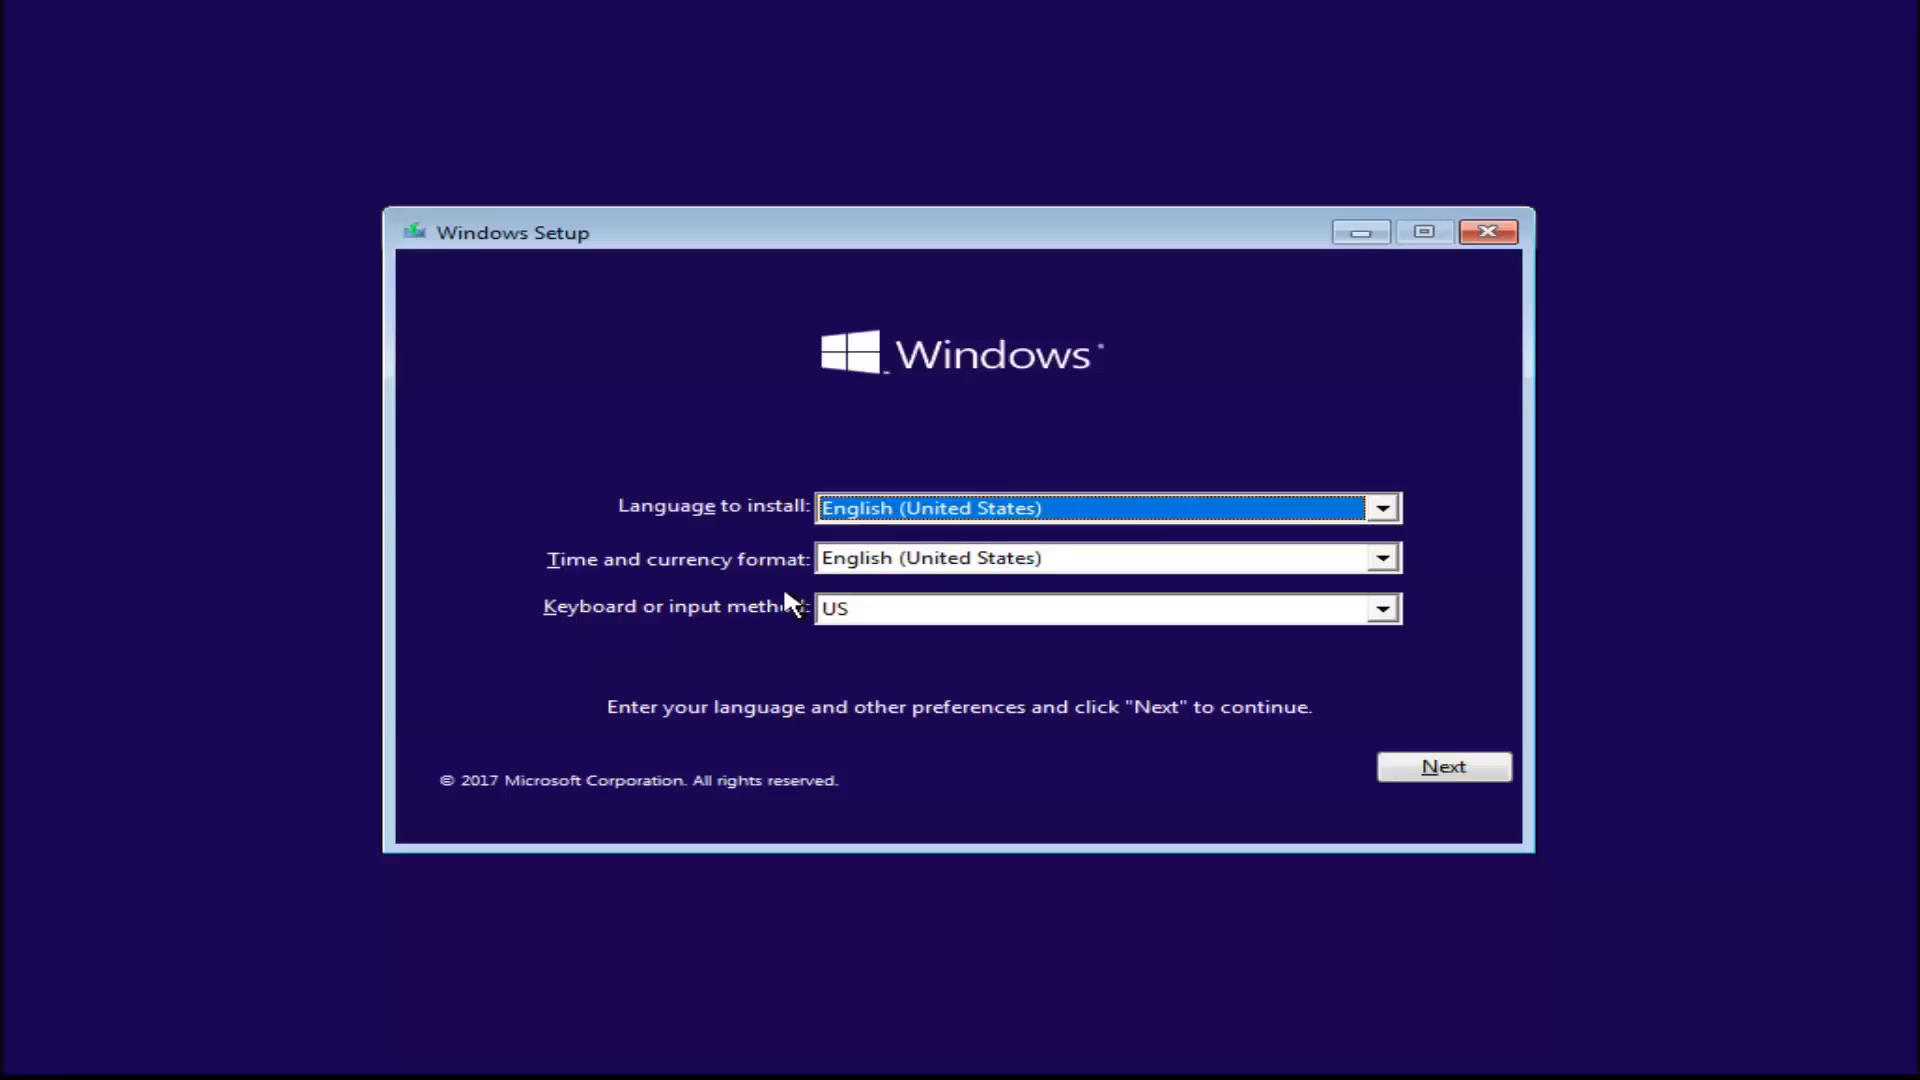 Windows Setup
Windows
Language to install: English (United States)
Time and currency format: English (United States)
Keyboard or input method: US
Enter your language and other preferences and click "Next" to continue.
Next
© 2017 Microsoft Corporation. All rights reserved.